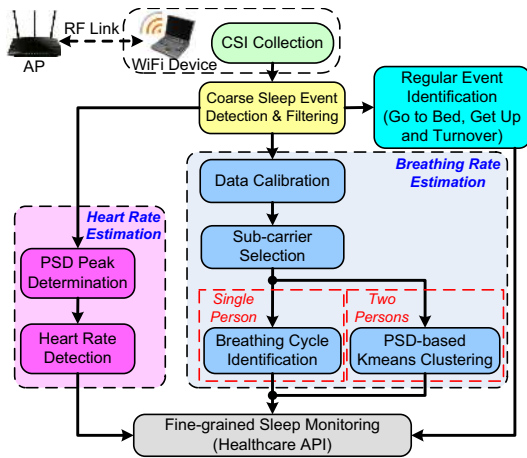 RF Link
AP
WiFi Device
CSI Collection
Coarse Sleep Event
Detection & Filtering
Regular Event
Identification
(Go to Bed, Get Up
and Turnover)
Breathing Rate
Estimation
Data Calibration
Sub-carrier
Selection
Heart Rate
Estimation
PSD Peak
Determination
Heart Rate
Detection
Single
Person
Two
Persons
Breathing Cycle
Identification
PSD-based
Kmeans Clustering
Fine-grained Sleep Monitoring
(Healthcare API)